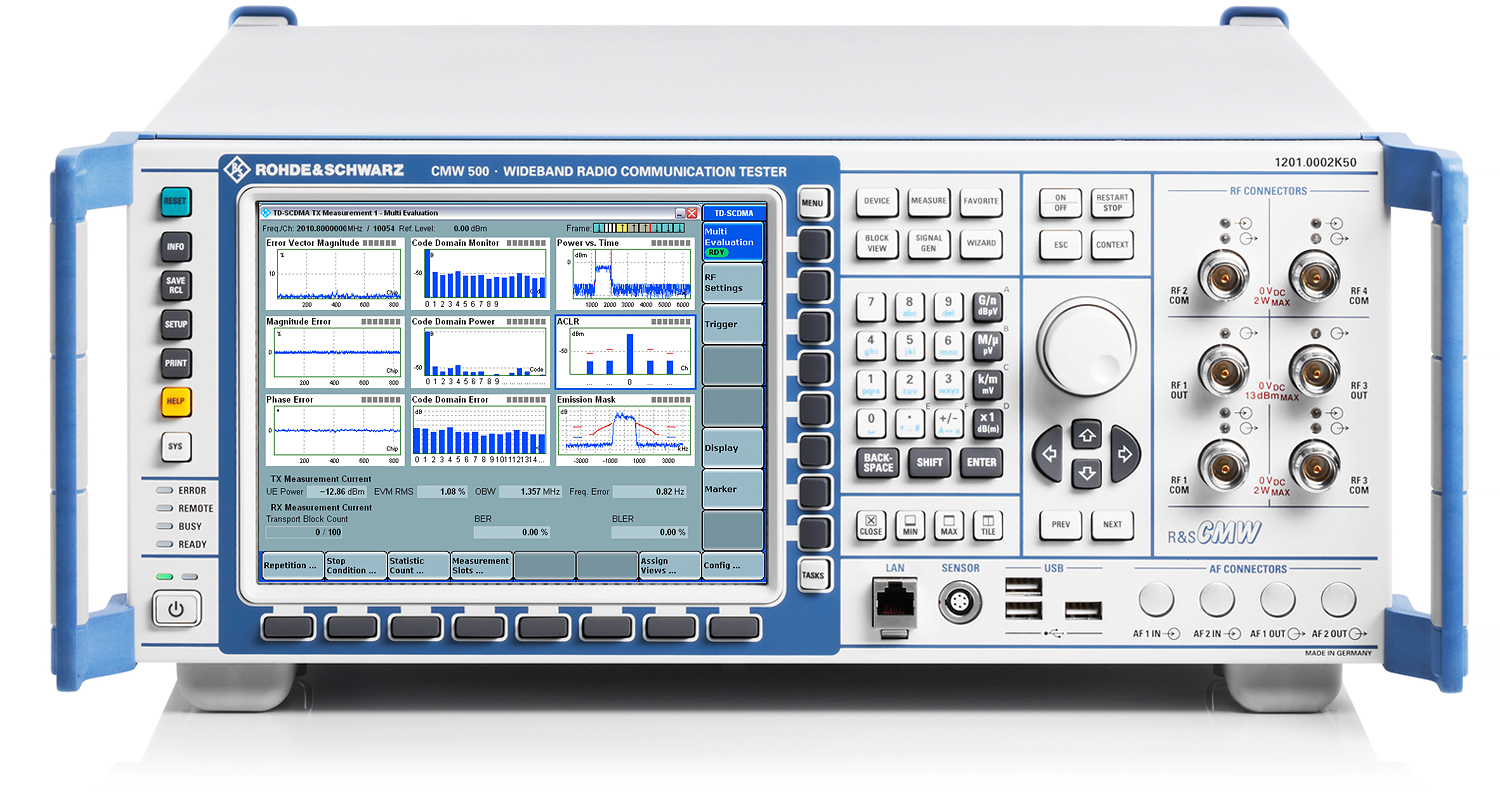 1201.0002K50
ROHDE & SCHWARZ CMW 500 · WIDEBAND RADIO COMMUNICATION TESTER
RESET
INFO
SAVE
RCL
SETUP
PRINT
HELP
SYS
ERROR
REMOTE
BUSY
READY
TD-SCDMA TX Measurement 1 - Multi Evaluation
TD-SCDMA
Freq./Ch: 2010.8000000 MHz / 10054 Ref. Level: 0.00 dBm Frame:
Error Vector Magnitude
%
10
Chip
200 400 600 800
Code Domain Monitor
dB
-50
Code
0 1 2 3 4 5 6 7 8 9
Power vs. Time
dBm
1000 2000 3000 4000 5000 6000
Magnitude Error
0
Chip
200 400 600 800
Code Domain Power
-50
Code
0 1 2 3 4 5 6 7 8 9 ...
ACLR
dBm
-50
Ch
... 0 ...
Phase Error
°
0
Chip
200 400 600 800
Code Domain Error
dB
0 1 2 3 4 5 6 7 8 9 1011121314 ...
Emission Mask
dB
kHz
-3000 -1000 1000 3000
TX Measurement Current
UE Power −12.86 dBm EVM RMS 1.08 % OBW 1.357 MHz Freq. Error 0.82 Hz
RX Measurement Current
Transport Block Count BER BLER
0 / 100 0.00 % 0.00 %
Multi
Evaluation
RDY
RF
Settings
Trigger
Display
Marker
Repetition ...
Stop
Condition ...
Statistic
Count ...
Measurement
Slots ...
Assign
Views ...
Config ...
MENU
TASKS
DEVICE MEASURE FAVORITE
BLOCK
VIEW
SIGNAL
GEN
WIZARD
ON
OFF
RESTART
STOP
ESC CONTEXT
7
8
abc
9
def
G/n
dBµV
A
4
ghi
5
jkl
6
mno
M/µ
µV
B
1
pqrs
2
tuv
3
wxyz
k/m
mV
C
0
·
E
+/-
F
x1
dB(m)
D
BACK-
SPACE
SHIFT
ENTER
CLOSE MIN MAX TILE
PREV NEXT
RF CONNECTORS
RF 2
COM
0 V DC
2 W MAX
RF 4
COM
RF 1
OUT
0 V DC
13 dBm MAX
RF 3
OUT
RF 1
COM
0 V DC
2 W MAX
RF 3
COM
R&S CMW
LAN SENSOR USB
AF CONNECTORS
AF 1 IN AF 2 IN AF 1 OUT AF 2 OUT
MADE IN GERMANY